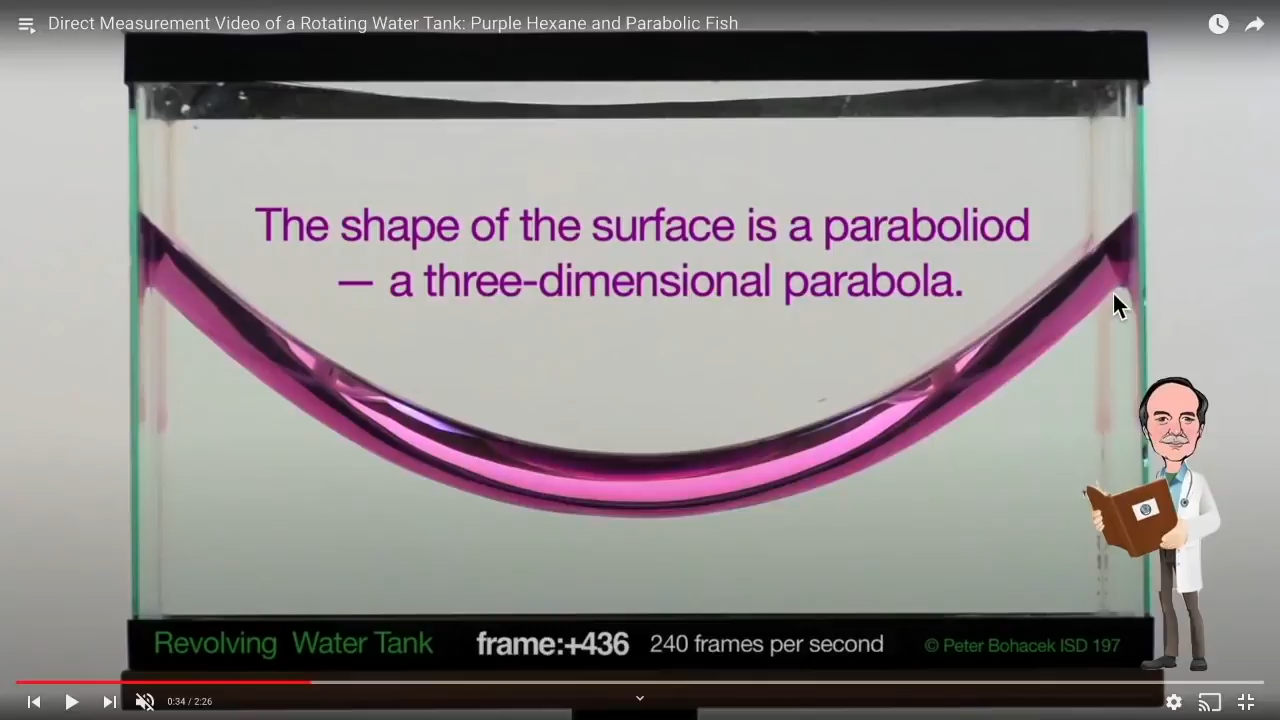 Direct Measurement Video of a Rotating Water Tank: Purple Hexane and Parabolic Fish
The shape of the surface is a paraboliod
— a three-dimensional parabola.
Revolving Water Tank frame:+436 240 frames per second © Peter Bohacek ISD 197
0:34 / 2:26